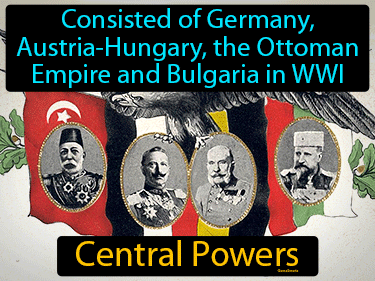 Consisted of Germany,
Austria-Hungary, the Ottoman
Empire and Bulgaria in WWI
Central Powers